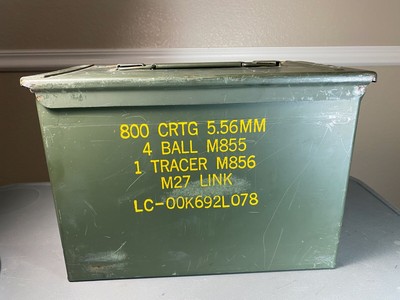 800 CRTG 5.56MM
4 BALL M855
1 TRACER M856
M27 LINK
LC-00K692L078